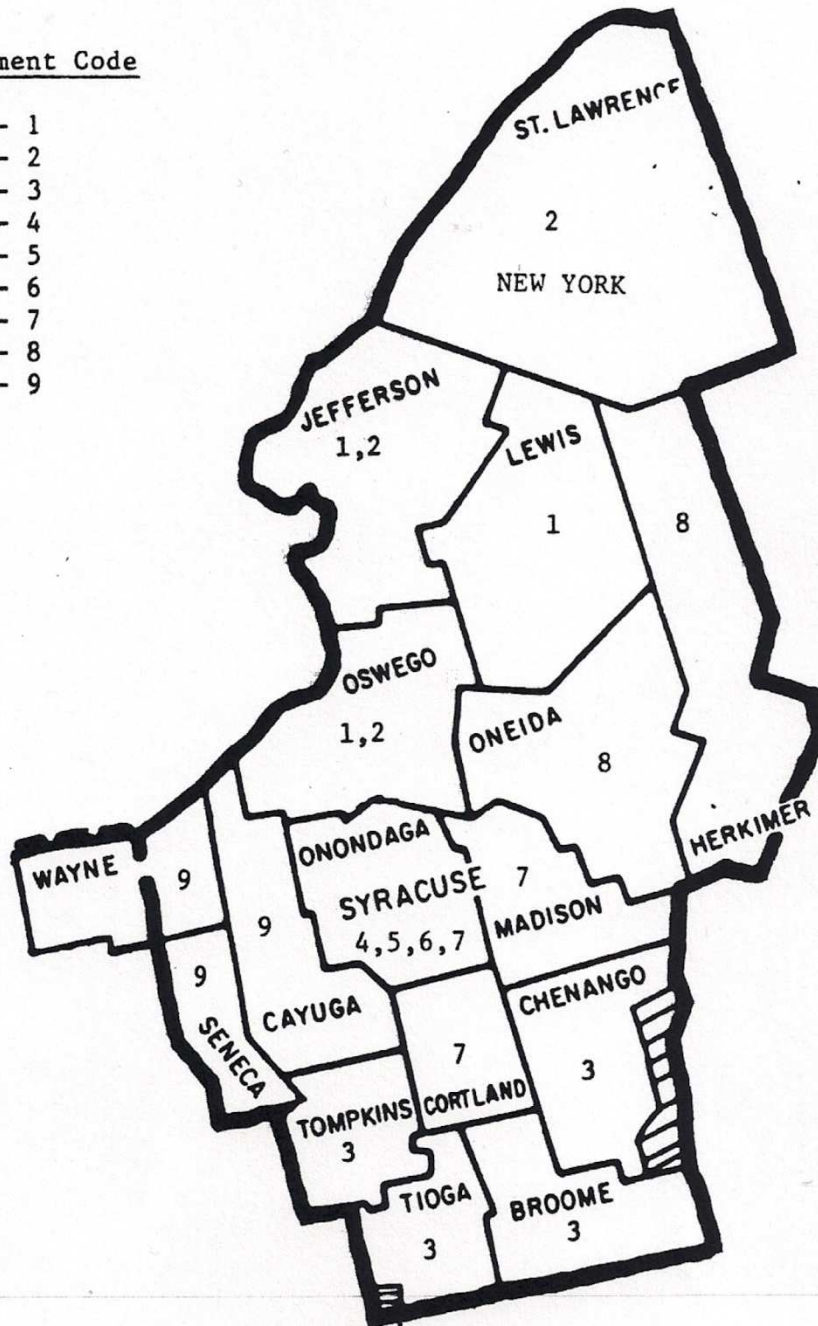 ment Code
- 1
- 2
- 3
- 4
- 5
- 6
- 7
- 8
- 9
ST. LAWRENCE
2
NEW YORK
JEFFERSON
1,2
LEWIS
1
8
OSWEGO
1,2
ONEIDA
8
HERKIMER
WAYNE
9
9
ONONDAGA
SYRACUSE
4,5,6,7
7
MADISON
9
SENECA
CAYUGA
7
CORTLAND
CHENANGO
3
TOMPKINS
3
TIOGA
3
BROOME
3